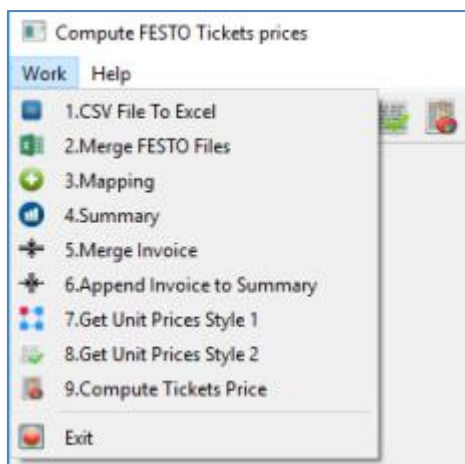 Compute FESTO Tickets prices
Work Help
1.CSV File To Excel
2.Merge FESTO Files
3.Mapping
4.Summary
5.Merge Invoice
6.Append Invoice to Summary
7.Get Unit Prices Style 1
8.Get Unit Prices Style 2
9.Compute Tickets Price
Exit